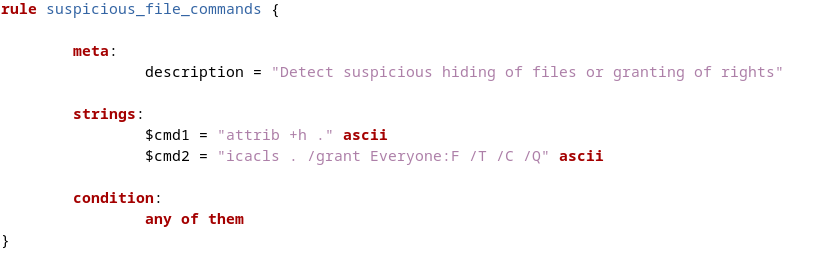 rule suspicious_file_commands {
meta:
description = "Detect suspicious hiding of files or granting of rights"
strings:
$cmd1 = "attrib +h ." ascii
$cmd2 = "icacls . /grant Everyone:F /T /C /Q" ascii
condition:
any of them
}